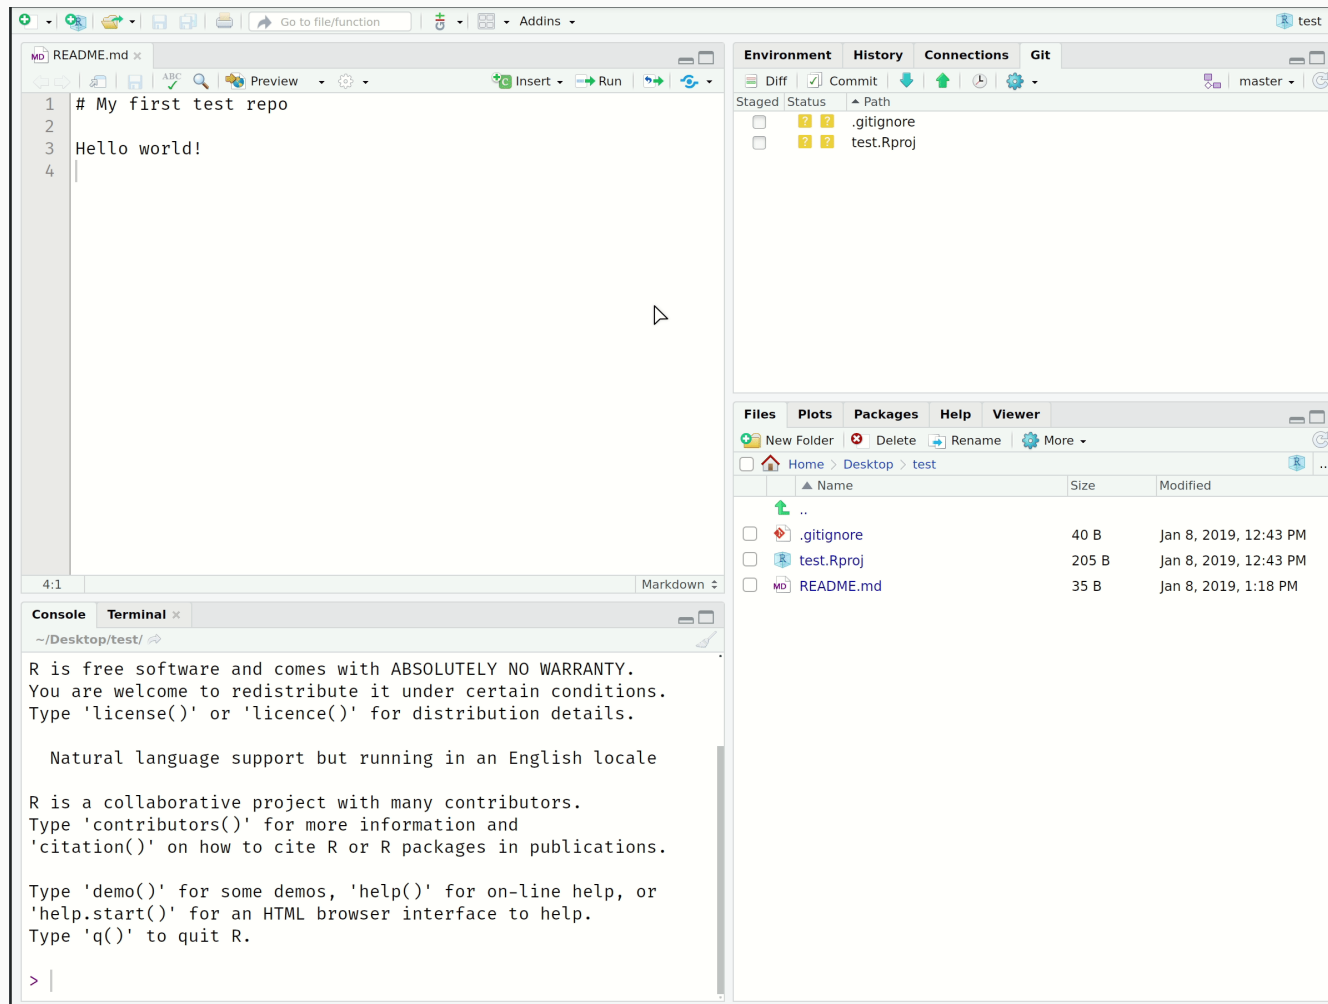 Go to file/function Addins test
README.md
ABC Preview Insert Run
1 # My first test repo
2
3 Hello world!
4
4:1 Markdown
Console Terminal
~/Desktop/test/
R is free software and comes with ABSOLUTELY NO WARRANTY.
You are welcome to redistribute it under certain conditions.
Type 'license()' or 'licence()' for distribution details.
Natural language support but running in an English locale
R is a collaborative project with many contributors.
Type 'contributors()' for more information and
'citation()' on how to cite R or R packages in publications.
Type 'demo()' for some demos, 'help()' for on-line help, or
'help.start()' for an HTML browser interface to help.
Type 'q()' to quit R.
>
Environment History Connections Git
Diff Commit master
Staged Status Path
? ? .gitignore
? ? test.Rproj
Files Plots Packages Help Viewer
New Folder Delete Rename More
Home Desktop test ..
Name Size Modified
..
.gitignore 40 B Jan 8, 2019, 12:43 PM
test.Rproj 205 B Jan 8, 2019, 12:43 PM
MD README.md 35 B Jan 8, 2019, 1:18 PM